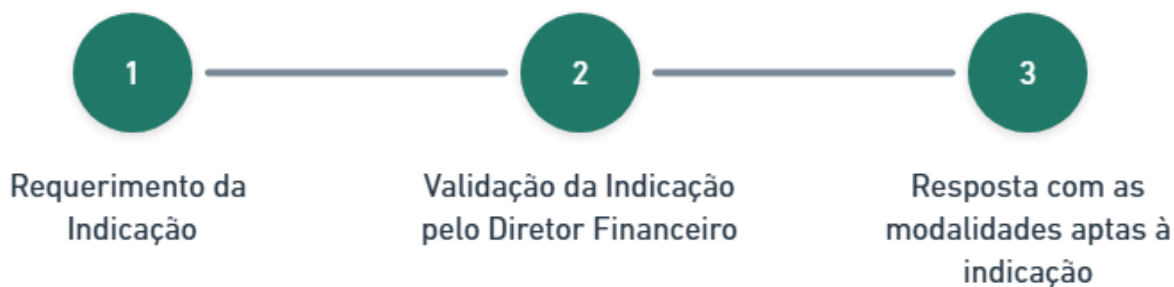 1
2
3
Requerimento da
Indicação
Validação da Indicação
pelo Diretor Financeiro
Resposta com as
modalidades aptas à
indicação